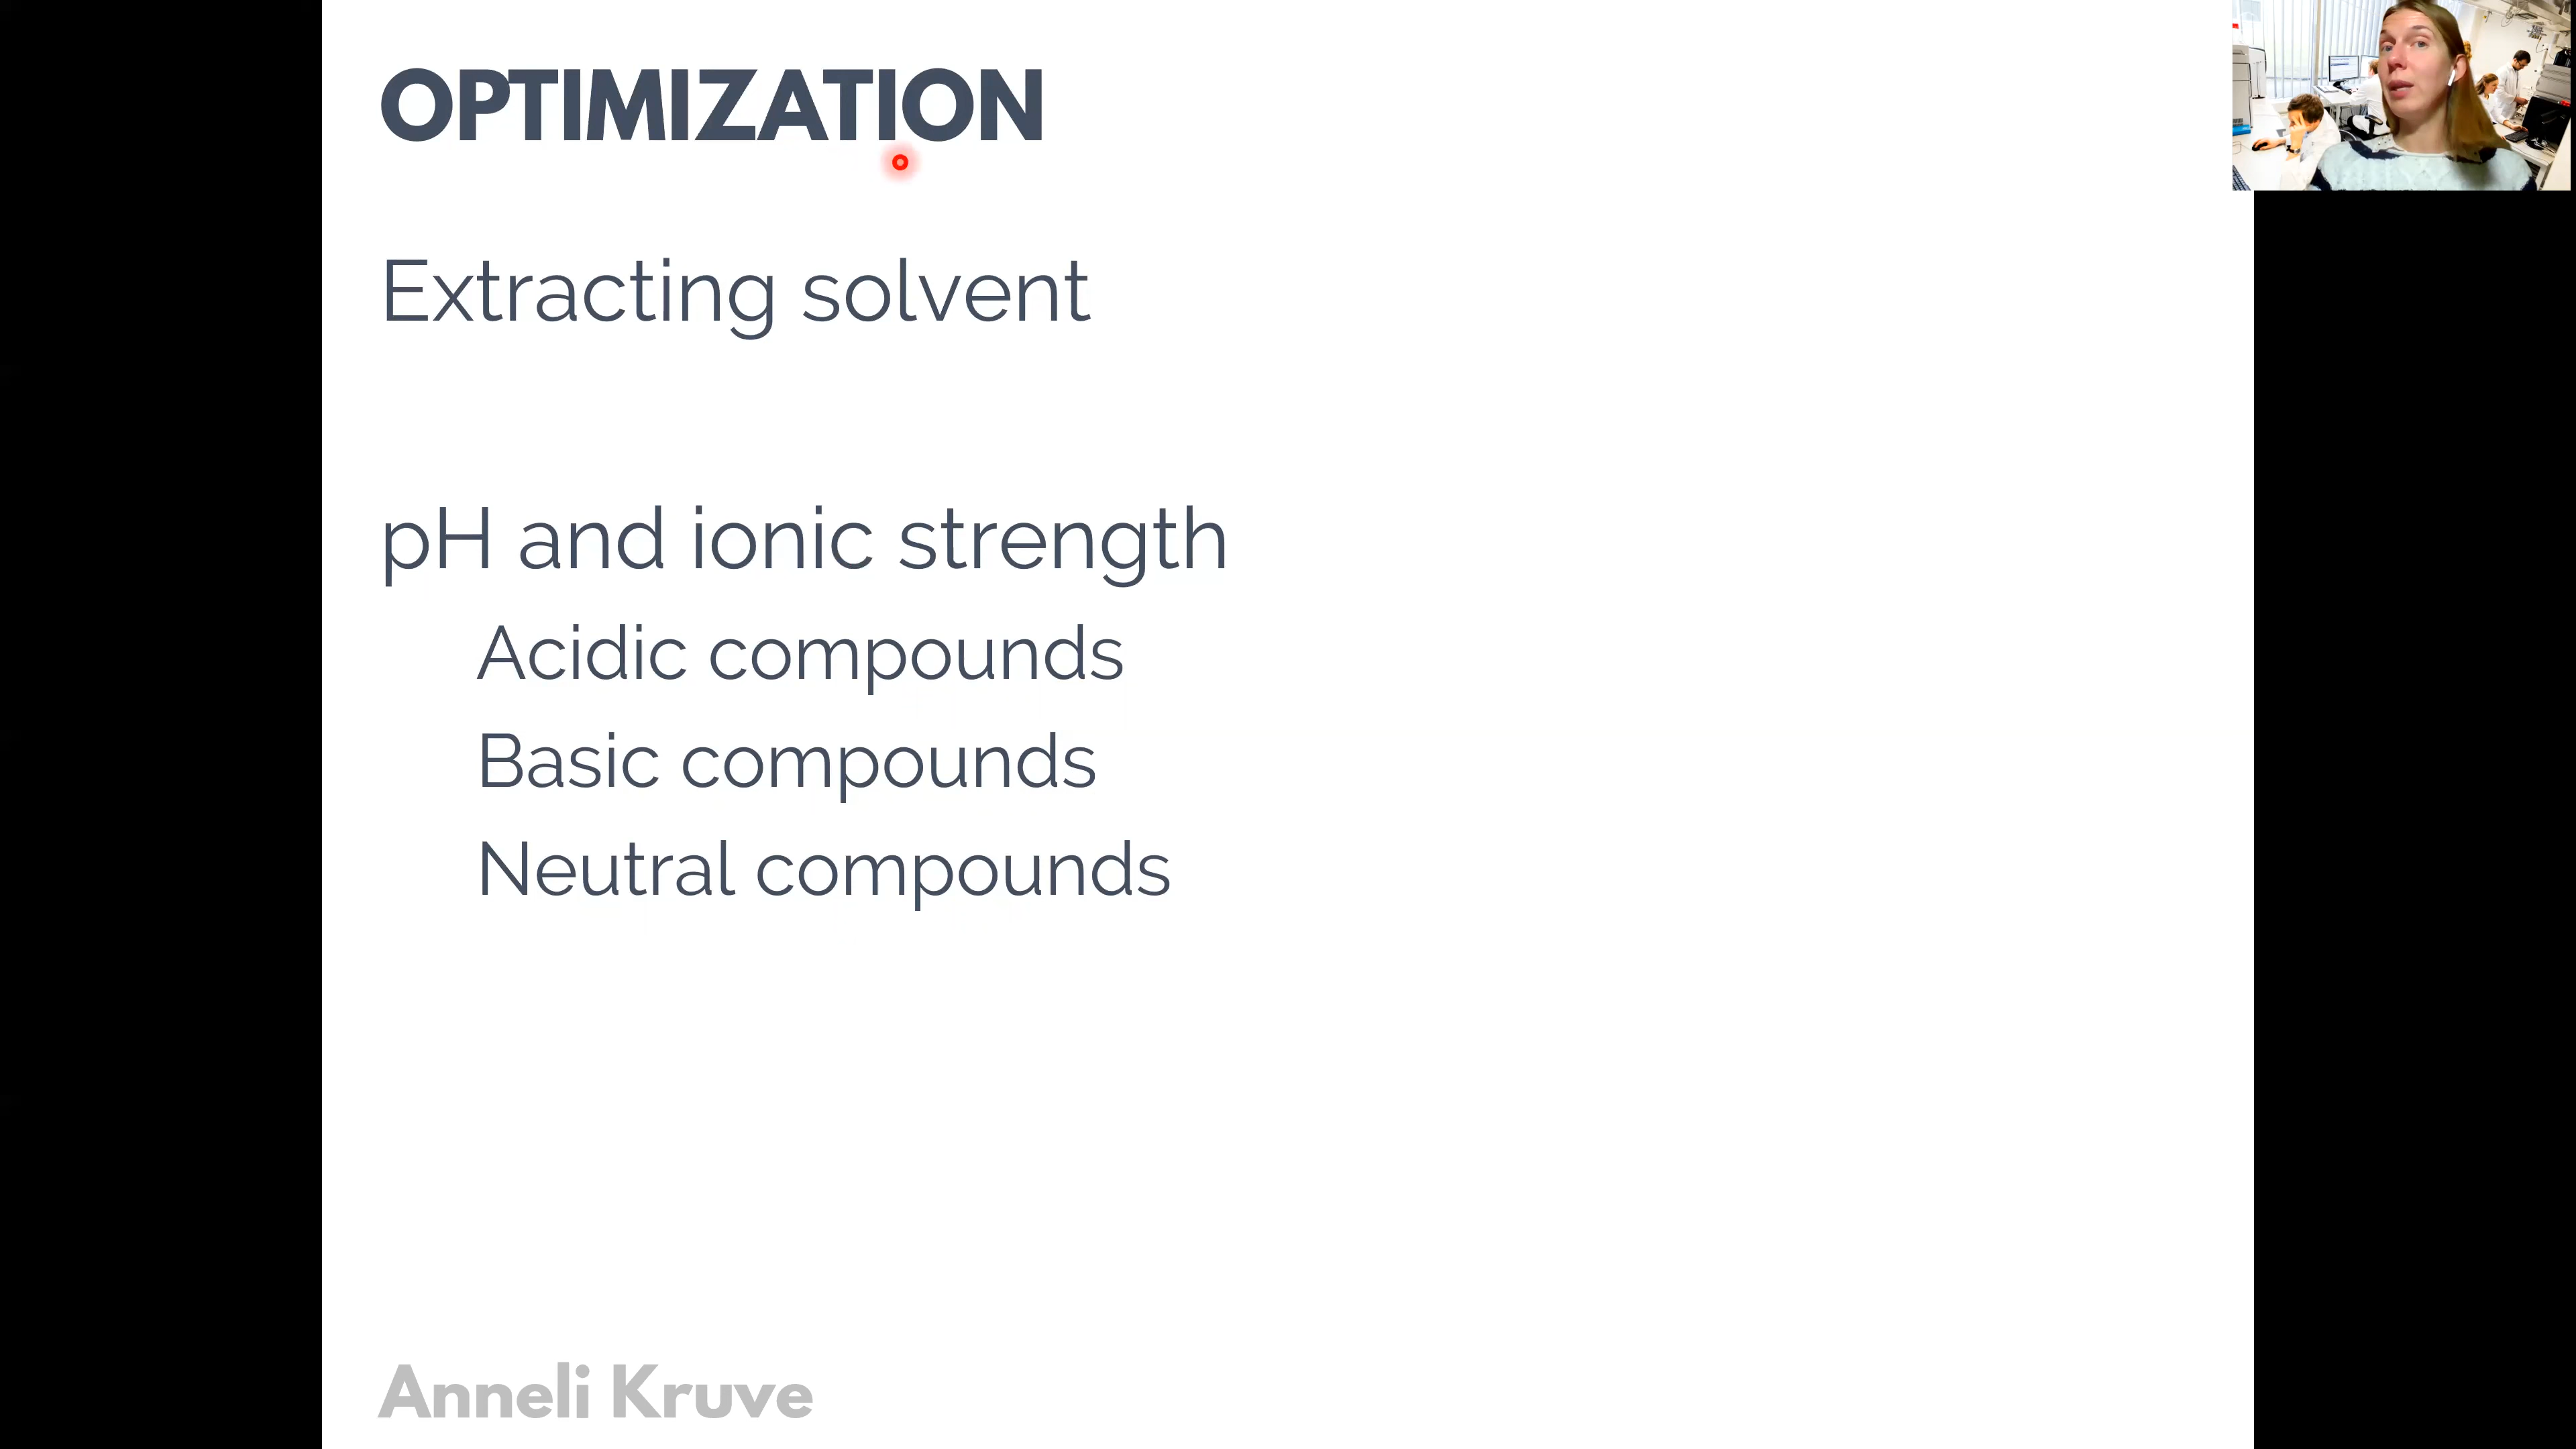 OPTIMIZATION
Extracting solvent
pH and ionic strength
Acidic compounds
Basic compounds
Neutral compounds
Anneli Kruve